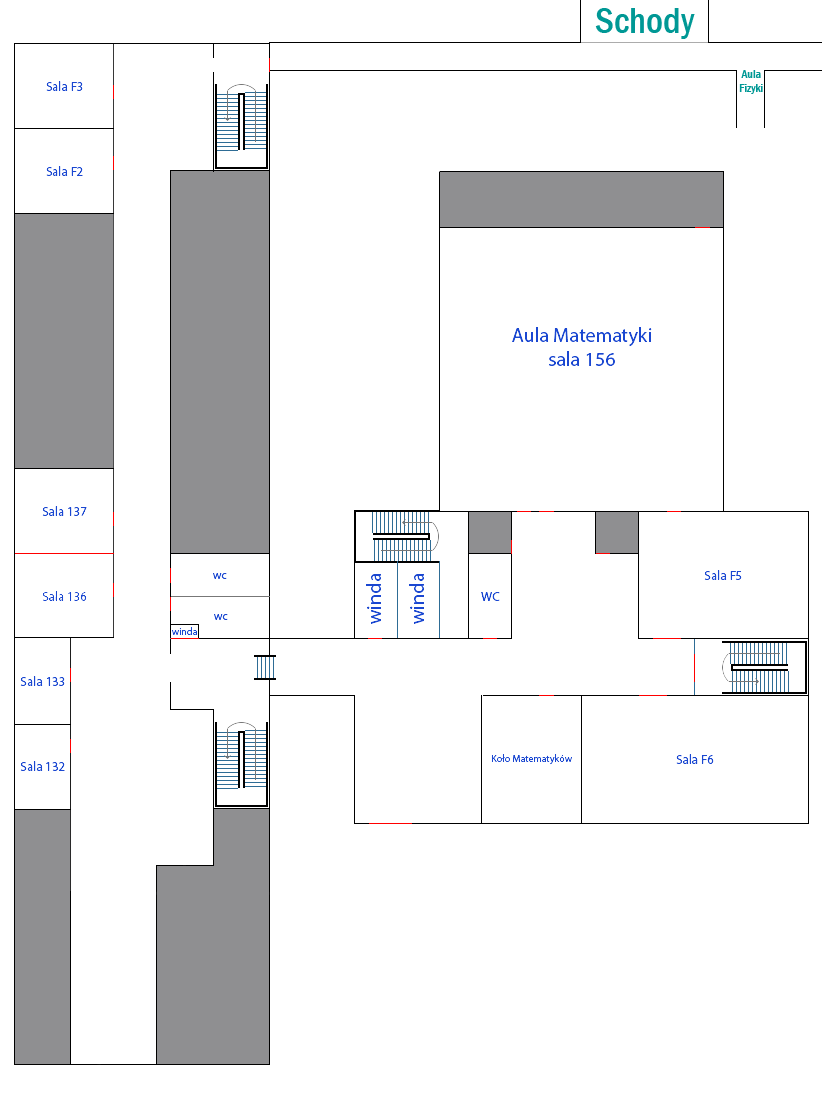 Schody
Aula
Fizyki
Sala F3
Sala F2
Aula Matematyki
sala 156
Sala 137
Sala 136
wc
wc
winda
winda
winda
WC
Sala F5
Sala 133
Sala 132
Koło Matematyków
Sala F6